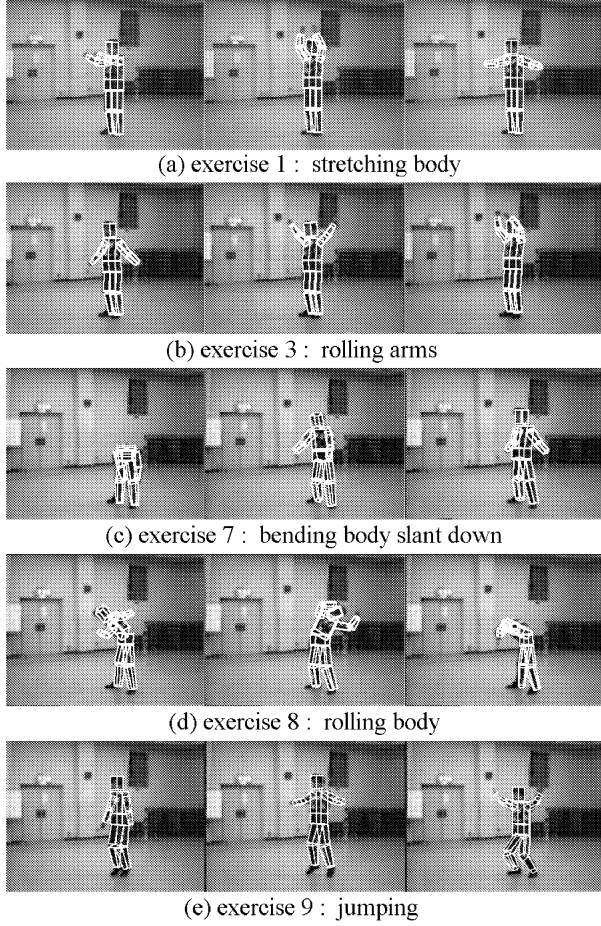 (a) exercise 1 : stretching body
(b) exercise 3 : rolling arms
(c) exercise 7 : bending body slant down
(d) exercise 8 : rolling body
(e) exercise 9 : jumping